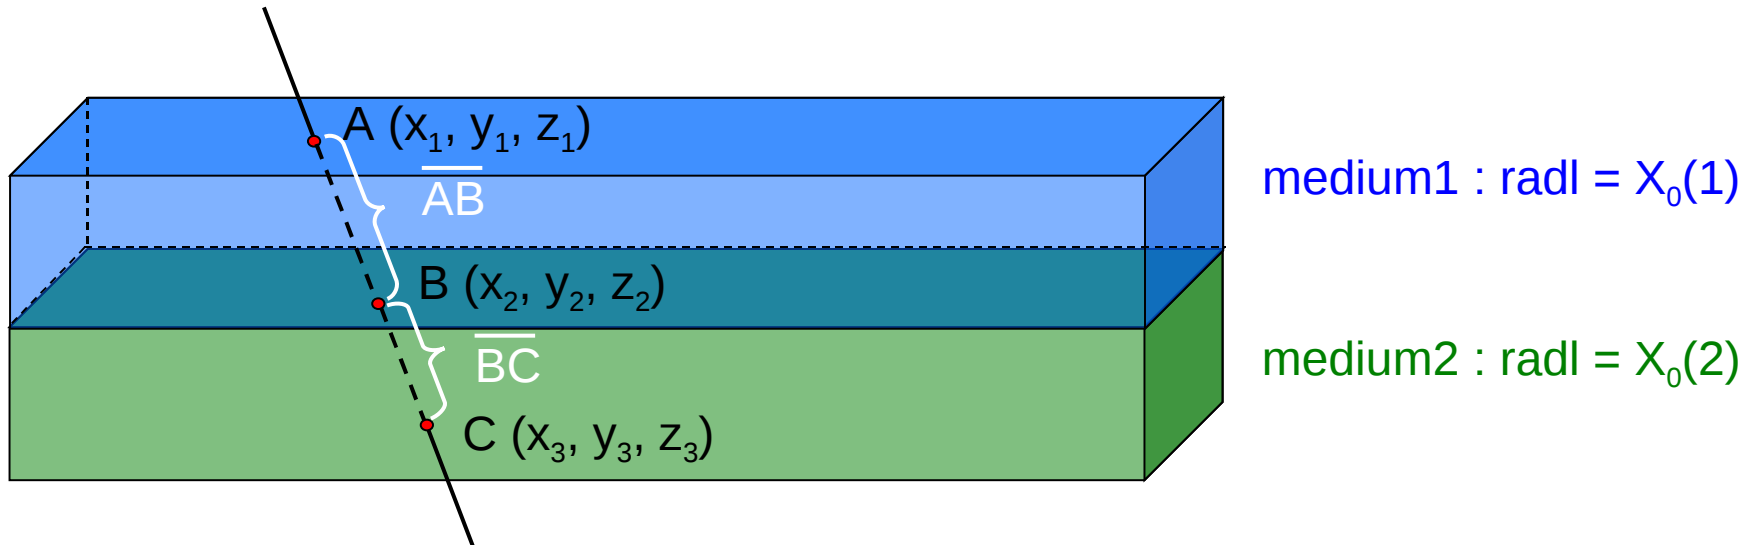 A (x₁, y₁, z₁)
medium1 : radl = X₀(1)
AB
B (x₂, y₂, z₂)
BC
medium2 : radl = X₀(2)
C (x₃, y₃, z₃)